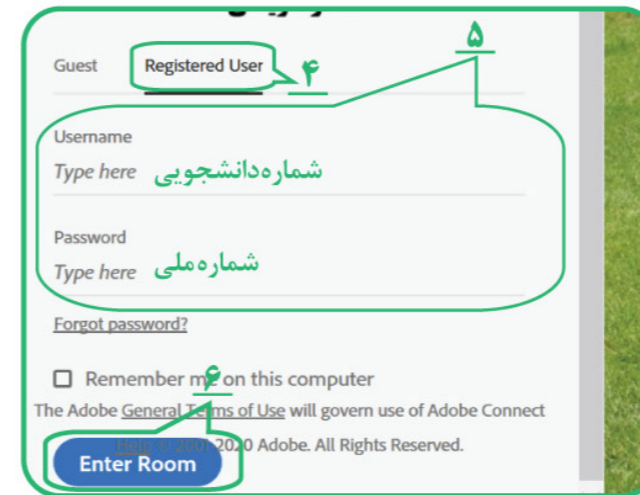 ۵
Guest Registered User ۴
Username
Type here شماره‌دانشجویی
Password
Type here شماره‌ملی
Forgot password?
۶
Remember me on this computer
The Adobe General Terms of Use will govern use of Adobe Connect
Help © 2001-2020 Adobe. All Rights Reserved.
Enter Room